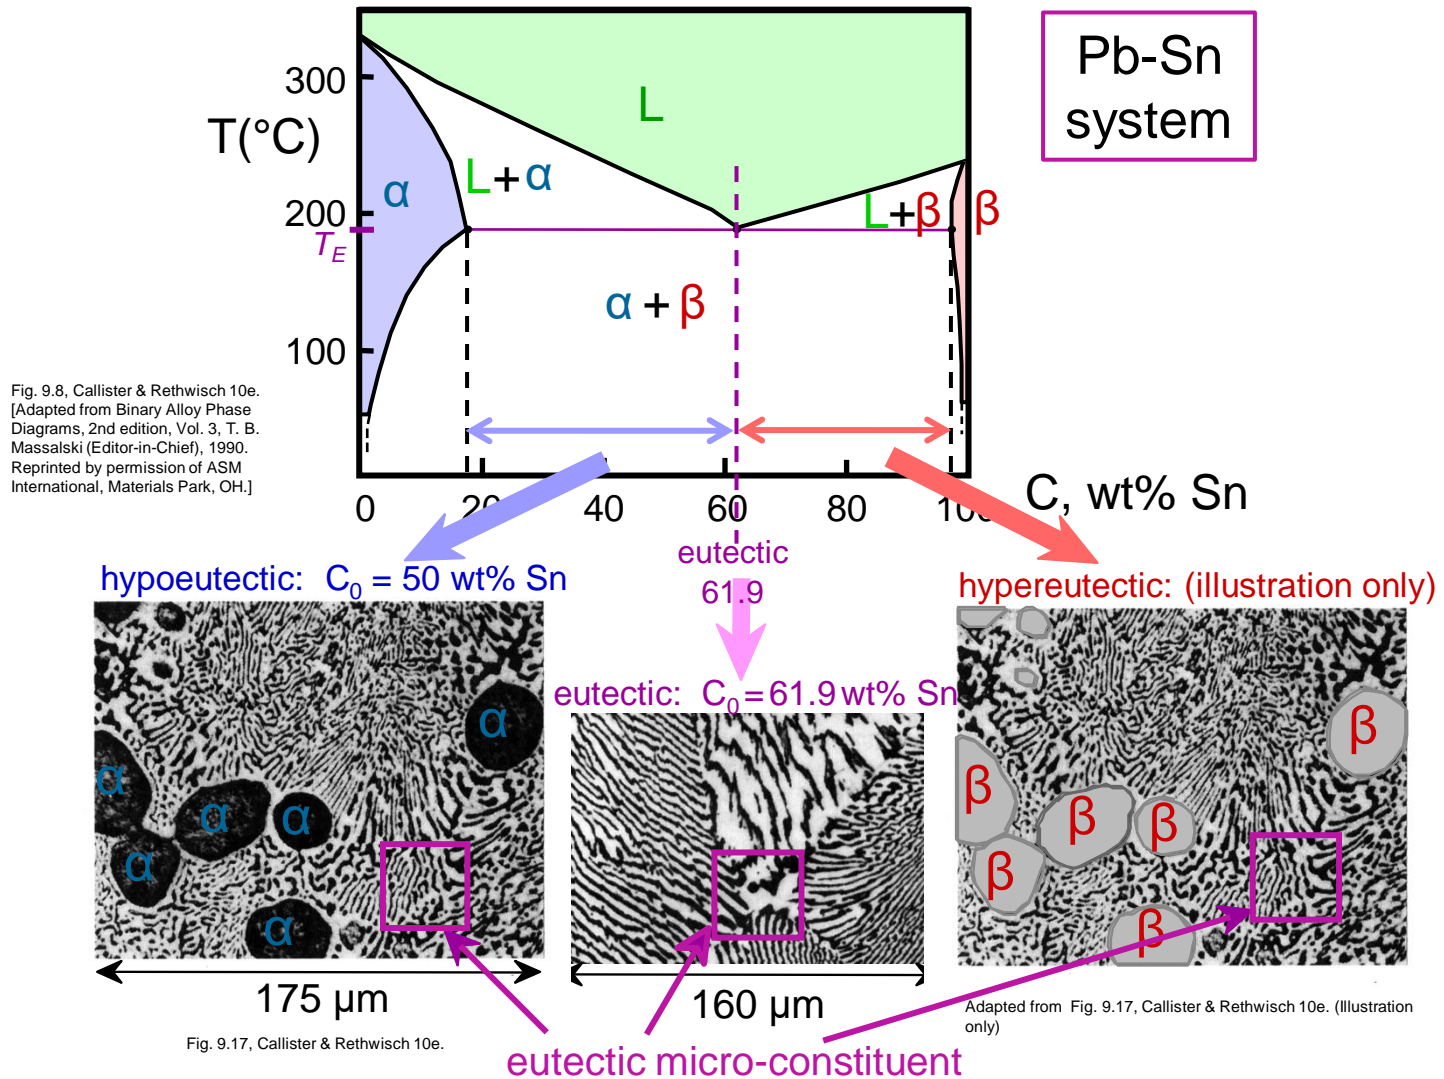 Pb-Sn
system
T(°C)
300
200
T_E
100
L
L+α
α
L+β
β
α + β
Fig. 9.8, Callister & Rethwisch 10e.
[Adapted from Binary Alloy Phase
Diagrams, 2nd edition, Vol. 3, T. B.
Massalski (Editor-in-Chief), 1990.
Reprinted by permission of ASM
International, Materials Park, OH.]
0
20
40
60
80
100
C, wt% Sn
eutectic
61.9
hypoeutectic: C₀ = 50 wt% Sn
hypereutectic: (illustration only)
eutectic: C₀ = 61.9 wt% Sn
α
α
α
α
α
α
β
β
β
β
β
β
175 µm
160 µm
Fig. 9.17, Callister & Rethwisch 10e.
Adapted from Fig. 9.17, Callister & Rethwisch 10e. (Illustration
only)
eutectic micro-constituent